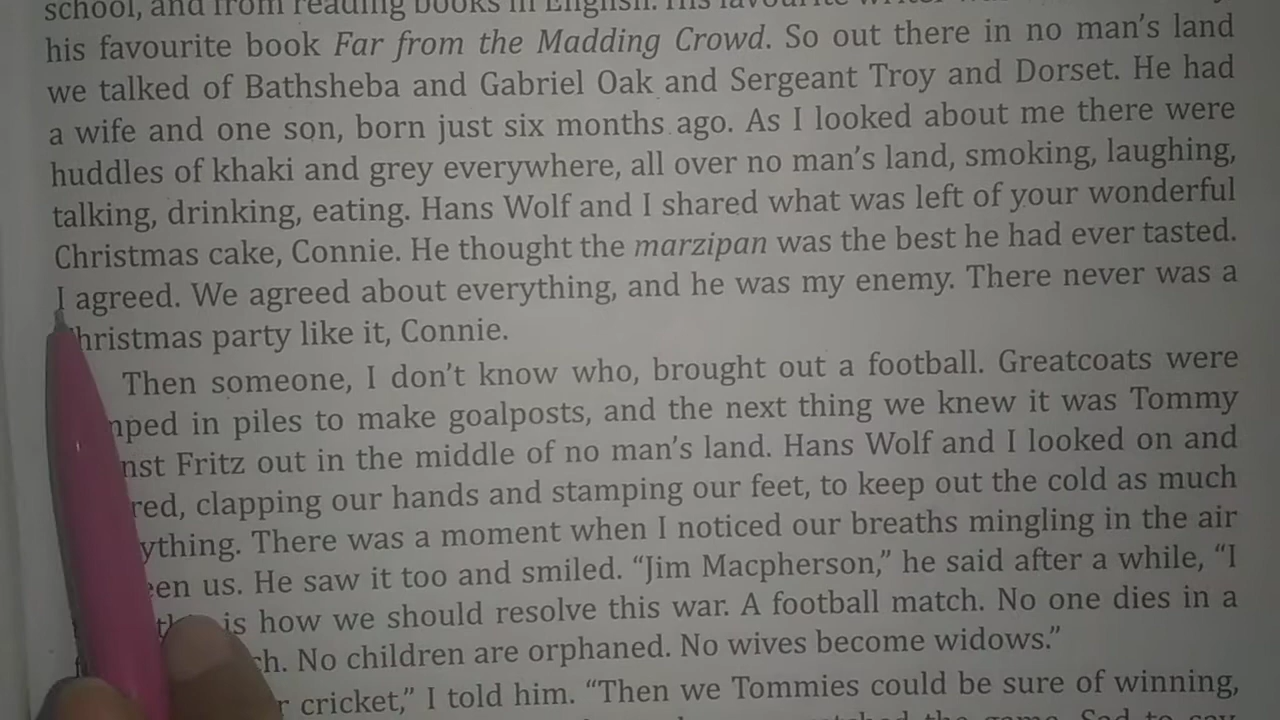 school, and from reading books in English. His favourite writer
his favourite book Far from the Madding Crowd. So out there in no man's land
we talked of Bathsheba and Gabriel Oak and Sergeant Troy and Dorset. He had
a wife and one son, born just six months ago. As I looked about me there were
huddles of khaki and grey everywhere, all over no man's land, smoking, laughing,
talking, drinking, eating. Hans Wolf and I shared what was left of your wonderful
Christmas cake, Connie. He thought the marzipan was the best he had ever tasted.
I agreed. We agreed about everything, and he was my enemy. There never was a
hristmas party like it, Connie.
Then someone, I don't know who, brought out a football. Greatcoats were
mped in piles to make goalposts, and the next thing we knew it was Tommy
nst Fritz out in the middle of no man's land. Hans Wolf and I looked on and
red, clapping our hands and stamping our feet, to keep out the cold as much
ything. There was a moment when I noticed our breaths mingling in the air
een us. He saw it too and smiled. “Jim Macpherson,” he said after a while, “I
is how we should resolve this war. A football match. No one dies in a
ch. No children are orphaned. No wives become widows.”
r cricket,” I told him. “Then we Tommies could be sure of winning,
the game. Sad to say